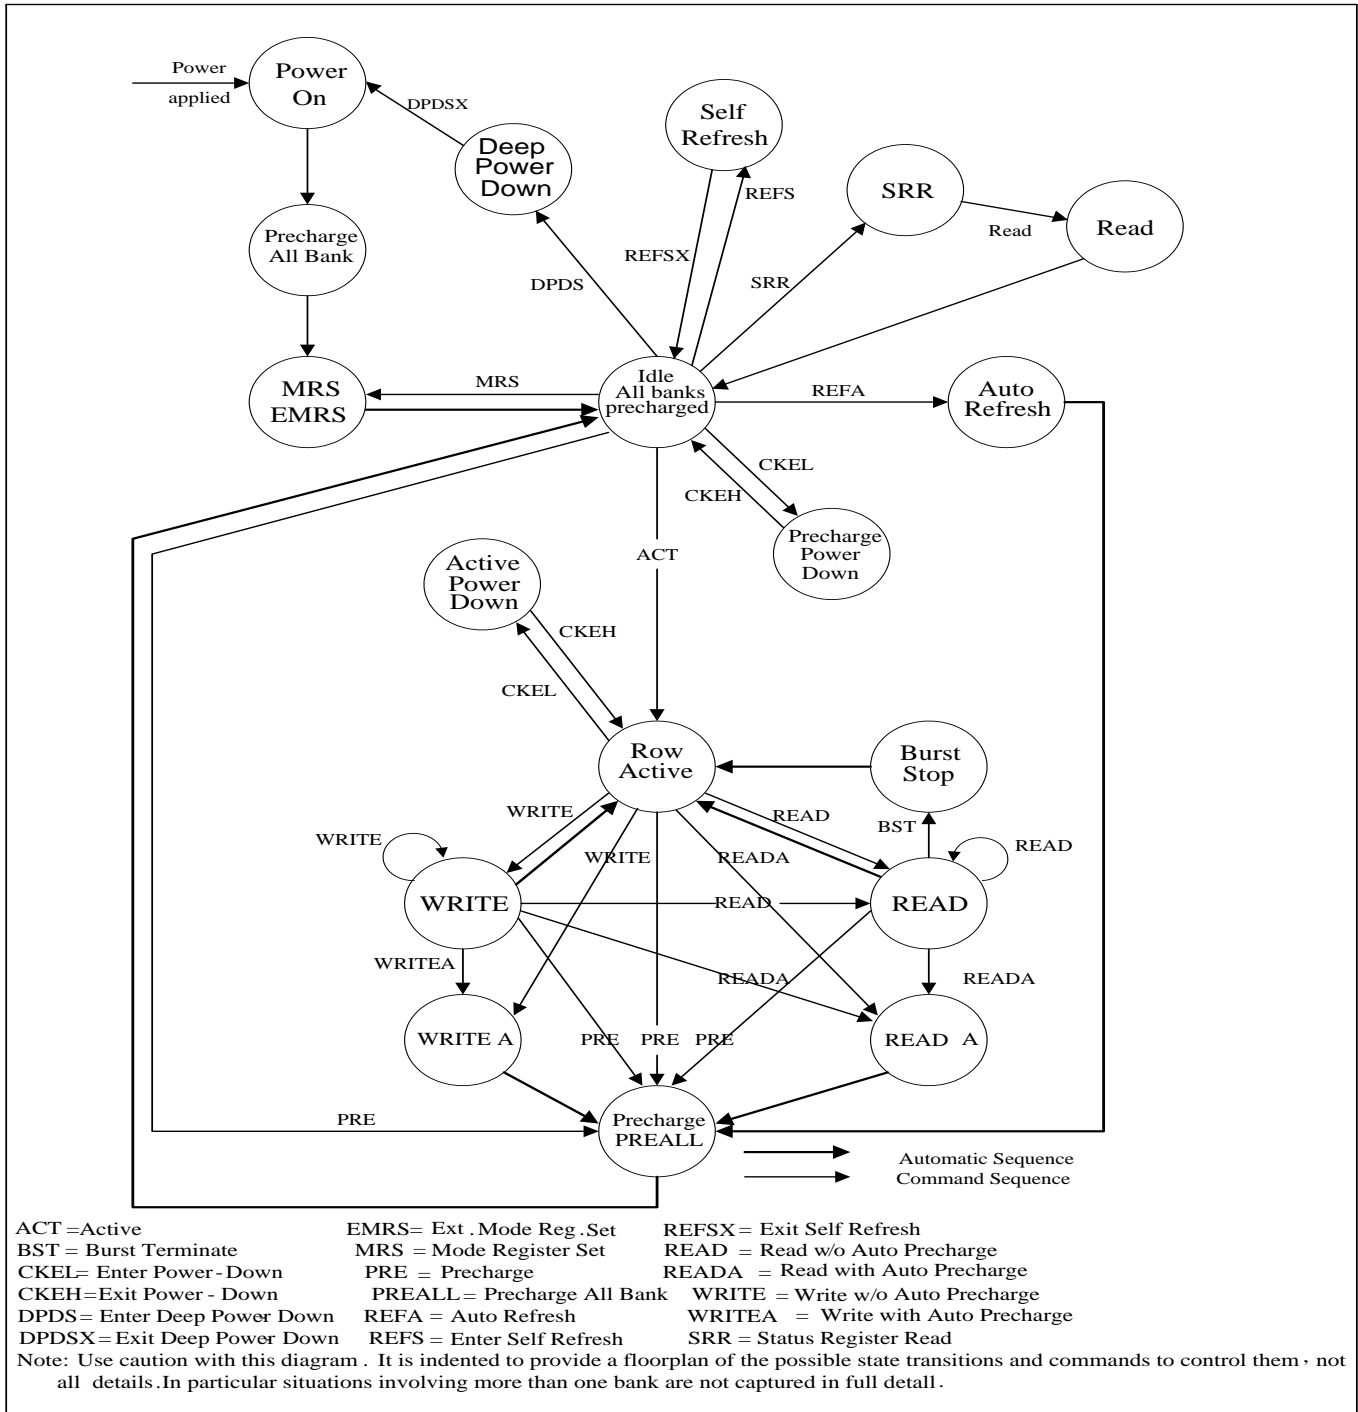 Power
applied
Power
On
DPDSX
Deep
Power
Down
Self
Refresh
SRR
Read
Read
Precharge
All Bank
REFSX
REFS
DPDS
SRR
MRS
EMRS
MRS
Idle
All banks
precharged
REFA
Auto
Refresh
CKEL
CKEH
Precharge
Power
Down
ACT
Active
Power
Down
CKEH
CKEL
Row
Active
Burst
Stop
WRITE
READ
BST
WRITE
READ
WRITE
READA
WRITE
READ
READ
WRITEA
READA
READA
WRITE A
PRE
PRE
PRE
READ A
PRE
Precharge
PREALL
Automatic Sequence
Command Sequence
ACT =Active EMRS= Ext . Mode Reg .Set REFSX = Exit Self Refresh
BST = Burst Terminate MRS = Mode Register Set READ = Read w/o Auto Precharge
CKEL= Enter Power - Down PRE = Precharge READA = Read with Auto Precharge
CKEH=Exit Power - Down PREALL = Precharge All Bank WRITE = Write w/o Auto Precharge
DPDS = Enter Deep Power Down REFA = Auto Refresh WRITEA = Write with Auto Precharge
DPDSX= Exit Deep Power Down REFS = Enter Self Refresh SRR = Status Register Read
Note: Use caution with this diagram . It is indented to provide a floorplan of the possible state transitions and commands to control them , not
all details .In particular situations involving more than one bank are not captured in full detall .